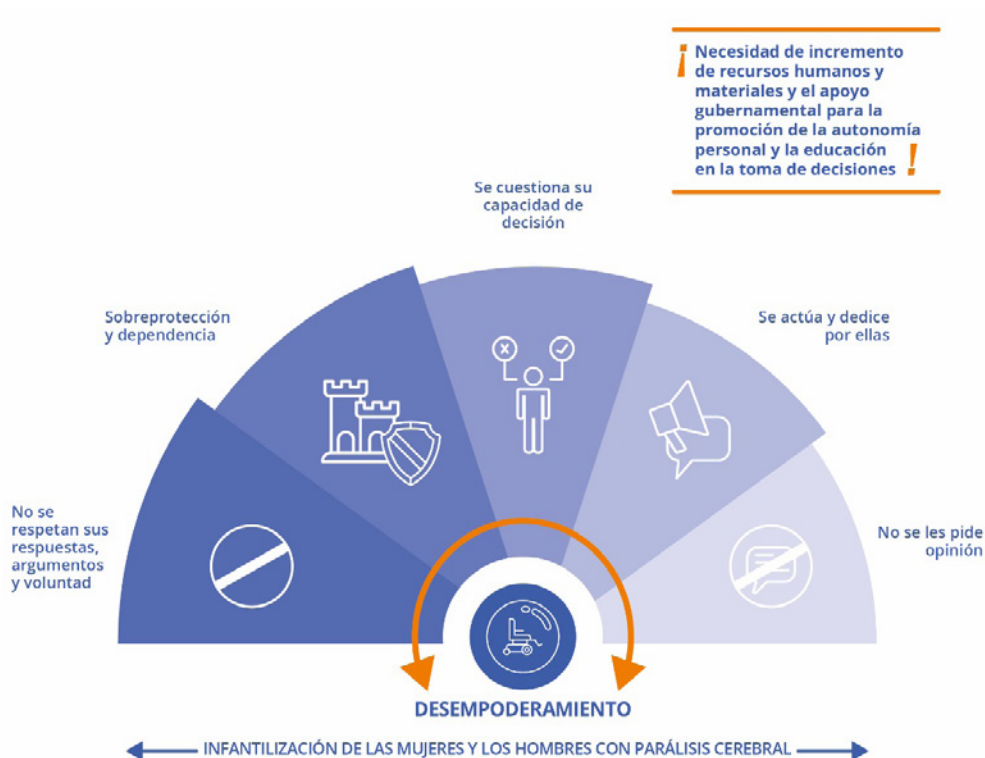 ¡ Necesidad de incremento
de recursos humanos y
materiales y el apoyo
gubernamental para la
promoción de la autonomía
personal y la educación
en la toma de decisiones !
Se cuestiona su
capacidad de
decisión
Sobreprotección
y dependencia
Se actúa y dedice
por ellas
No se
respetan sus
respuestas,
argumentos
y voluntad
No se les pide
opinión
DESEMPODERAMIENTO
INFANTILIZACIÓN DE LAS MUJERES Y LOS HOMBRES CON PARÁLISIS CEREBRAL